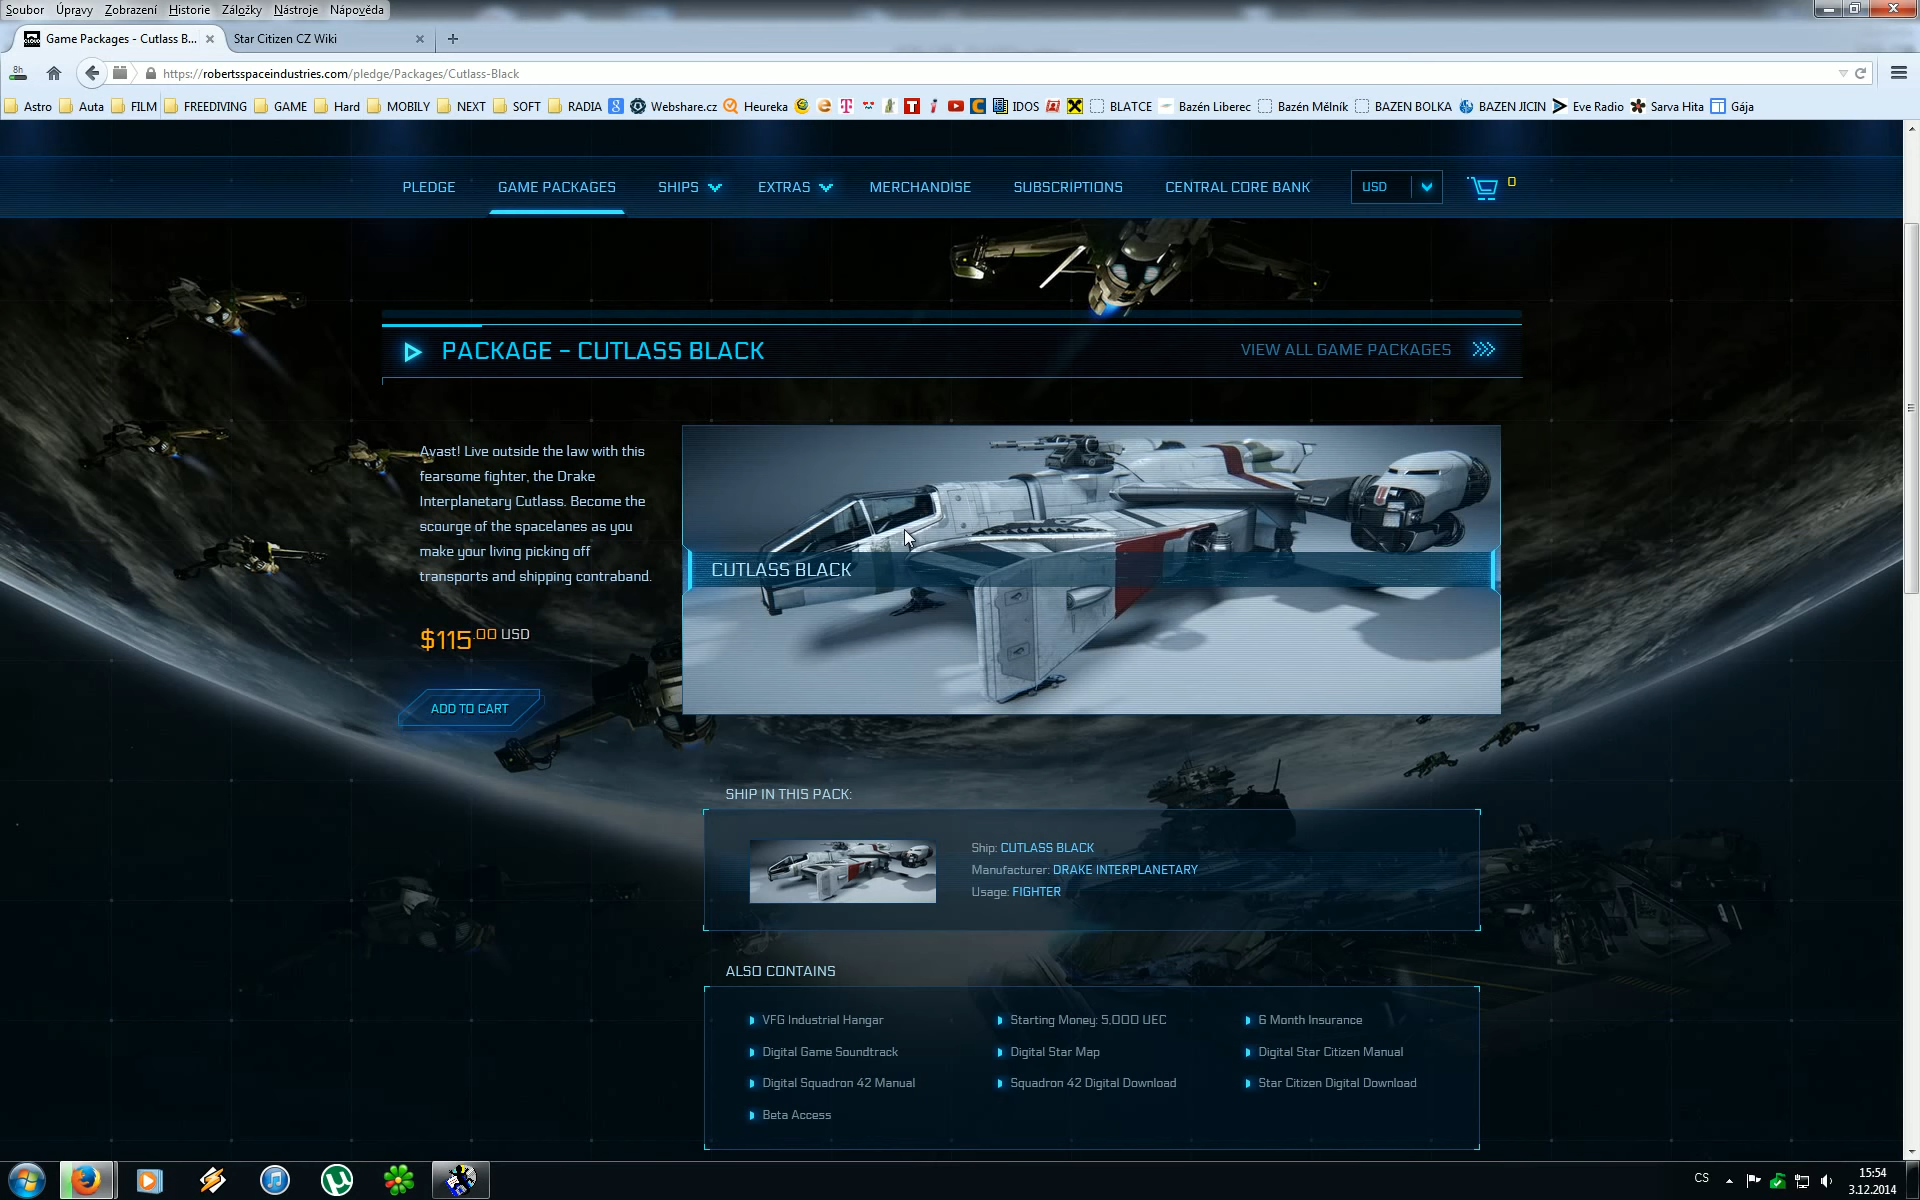 Soubor Úpravy Zobrazení Historie Záložky Nástroje Nápověda
Game Packages - Cutlass B...
Star Citizen CZ Wiki
8h
https://robertsspaceindustries.com/pledge/Packages/Cutlass-Black
Astro Auta FILM FREEDIVING GAME Hard MOBILY NEXT SOFT RADIA Webshare.cz Heureka IDOS BLATCE Bazén Liberec Bazén Mělník BAZEN BOLKA BAZEN JICIN Eve Radio Sarva Hita Gája
PLEDGE GAME PACKAGES SHIPS EXTRAS MERCHANDISE SUBSCRIPTIONS CENTRAL CORE BANK USD 0
PACKAGE - CUTLASS BLACK
VIEW ALL GAME PACKAGES
Avast! Live outside the law with this
fearsome fighter, the Drake
Interplanetary Cutlass. Become the
scourge of the spacelanes as you
make your living picking off
transports and shipping contraband.
$115.00 USD
ADD TO CART
CUTLASS BLACK
SHIP IN THIS PACK:
Ship: CUTLASS BLACK
Manufacturer: DRAKE INTERPLANETARY
Usage: FIGHTER
ALSO CONTAINS
VFG Industrial Hangar
Starting Money: 5,000 UEC
6 Month Insurance
Digital Game Soundtrack
Digital Star Map
Digital Star Citizen Manual
Digital Squadron 42 Manual
Squadron 42 Digital Download
Star Citizen Digital Download
Beta Access
CS
15:54
3.12.2014